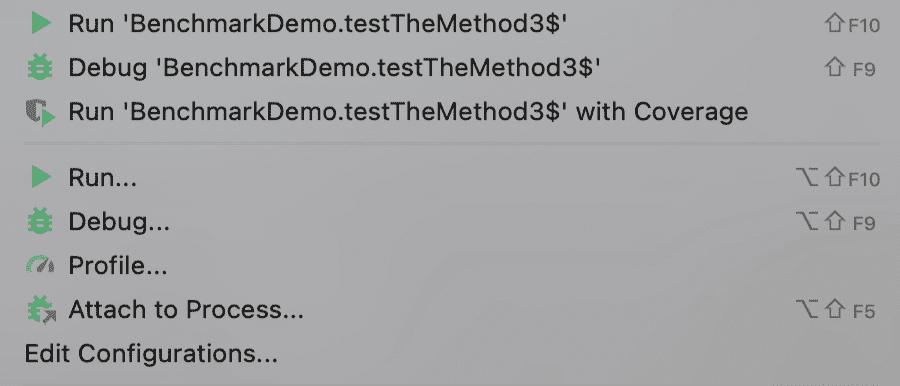 Run 'BenchmarkDemo.testTheMethod3$' ⇧F10
Debug 'BenchmarkDemo.testTheMethod3$' ⇧F9
Run 'BenchmarkDemo.testTheMethod3$' with Coverage
Run... ⌥⇧F10
Debug... ⌥⇧F9
Profile...
Attach to Process... ⌥⇧F5
Edit Configurations...